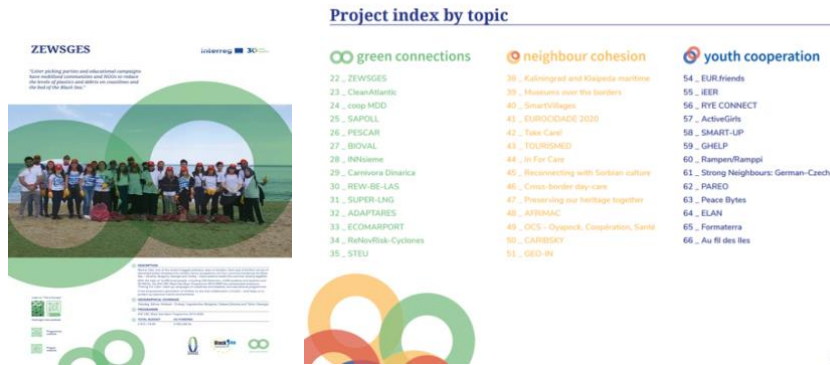 ZEWSGES
interreg
"Litter picking parties and educational campaigns
have mobilised communities and NGOs to reduce
the levels of plastics and debris on coastlines and
the bed of the Black Sea."
DESCRIPTION
GEOGRAPHICAL COVERAGE
PROGRAMME
TOTAL BUDGET
Project index by topic
green connections
22 _ ZEWSGES
23 _ CleanAtlantic
24 _ coop MDD
25 _ SAPOLL
26 _ PESCAR
27 _ BIOVAL
28 _ INNsieme
29 _ Carnivora Dinarica
30 _ REW-BE-LAS
31 _ SUPER-LNG
32 _ ADAPTARES
33 _ ECOMARPORT
34 _ ReNovRisk-Cyclones
35 _ STEU
neighbour cohesion
38 _ Kaliningrad and Klaipeda maritime
39 _ Museums over the borders
40 _ SmartVillages
41 _ EUROCIDADE 2020
42 _ Take Care!
43 _ TOURISMED
44 _ In For Care
45 _ Reconnecting with Sorbian culture
46 _ Cross-border day-care
47 _ Preserving our heritage together
48 _ AFRIMAC
49 _ OCS – Oyapock, Coopération, Santé
50 _ CARIBSKY
51 _ GEO-IN
youth cooperation
54 _ EUR.friends
55 _ iEER
56 _ RYE CONNECT
57 _ ActiveGirls
58 _ SMART-UP
59 _ GHELP
60 _ Rampen/Ramppi
61 _ Strong Neighbours: German–Czech
62 _ PAREO
63 _ Peace Bytes
64 _ ELAN
65 _ Formaterra
66 _ Au fil des Iles